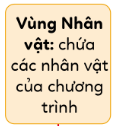 Vùng Nhân
vật: chứa
các nhân vật
của chương
trình